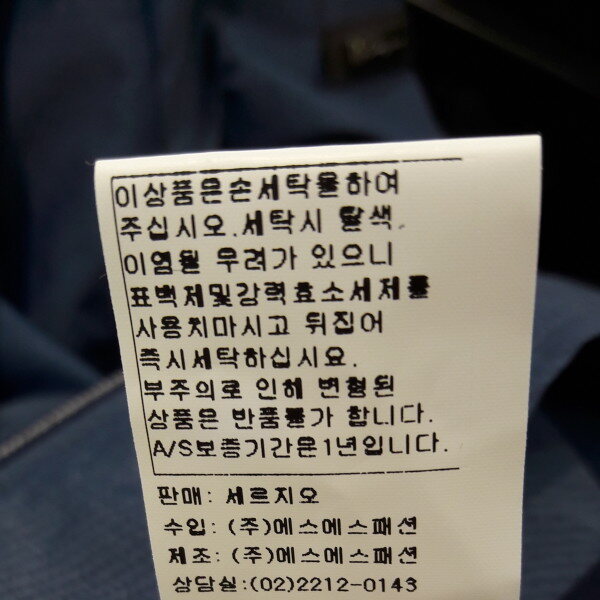 이상품은손세탁을하여
주십시오.세탁시 탈색.
이염될 우려가 있으니
표백제및강력효소세제를
사용치마시고 뒤집어
즉시세탁하십시요.
부주의로 인해 변형된
상품은 반품불가 합니다.
A/S보증기간은1년입니다.
판매: 세르지오
수입: (주)에스에스패션
제조: (주)에스에스패션
상담실:(02)2212-0143